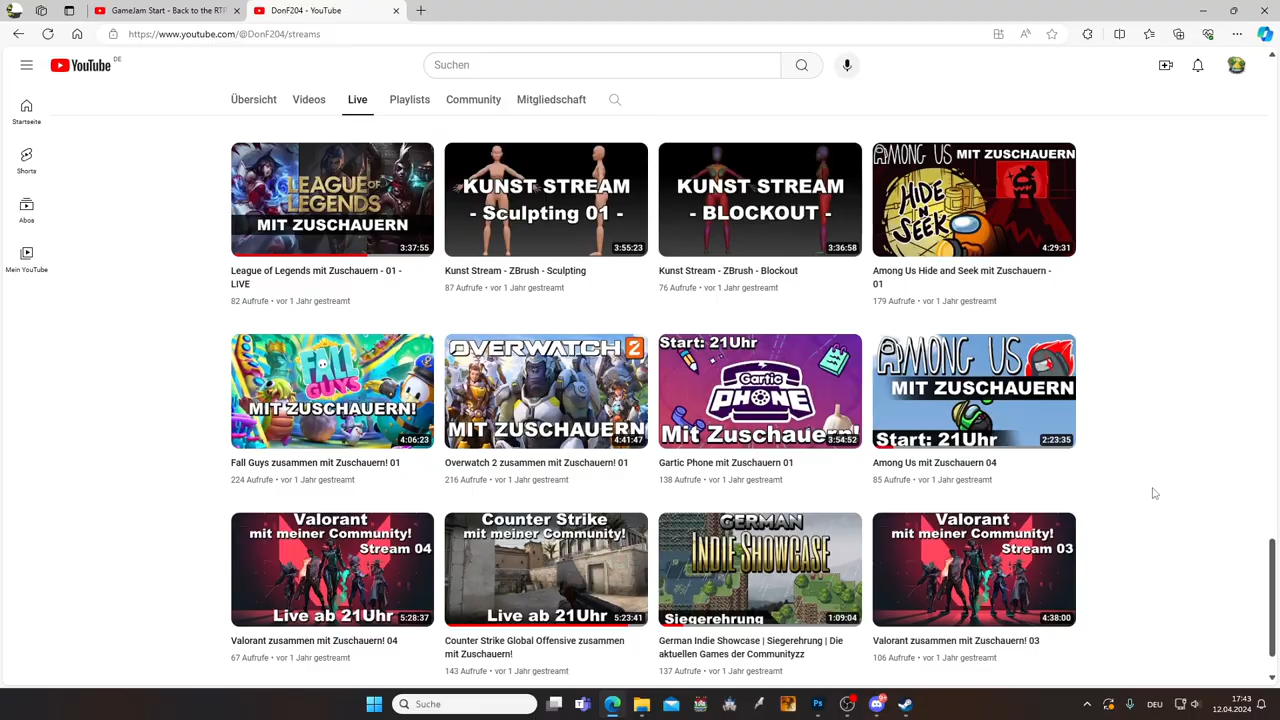 GameJam Start - Back to the RTP
DonF204 - YouTube
https://www.youtube.com/@DonF204/streams
YouTube DE
Suchen
Übersicht Videos Live Playlists Community Mitgliedschaft
Startseite
Shorts
Abos
Mein YouTube
LEAGUE OF LEGENDS
MIT ZUSCHAUERN
3:37:55
League of Legends mit Zuschauern - 01 -
LIVE
82 Aufrufe • vor 1 Jahr gestreamt
KUNST STREAM
- Sculpting 01 -
3:55:23
Kunst Stream - ZBrush - Sculpting
87 Aufrufe • vor 1 Jahr gestreamt
KUNST STREAM
- BLOCKOUT -
3:36:58
Kunst Stream - ZBrush - Blockout
76 Aufrufe • vor 1 Jahr gestreamt
AMONG US MIT ZUSCHAUERN
HIDE
N
SEEK
4:29:31
Among Us Hide and Seek mit Zuschauern -
01
179 Aufrufe • vor 1 Jahr gestreamt
FALL
GUYS
MIT ZUSCHAUERN!
4:06:23
Fall Guys zusammen mit Zuschauern! 01
224 Aufrufe • vor 1 Jahr gestreamt
OVERWATCH 2
MIT ZUSCHAUERN
4:41:47
Overwatch 2 zusammen mit Zuschauern! 01
216 Aufrufe • vor 1 Jahr gestreamt
Start: 21Uhr
Gartic
PHONE
Mit Zuschauern!
3:54:52
Gartic Phone mit Zuschauern 01
138 Aufrufe • vor 1 Jahr gestreamt
AMONG US
MIT ZUSCHAUERN
Start: 21Uhr
2:23:35
Among Us mit Zuschauern 04
85 Aufrufe • vor 1 Jahr gestreamt
Valorant
mit meiner Community!
Stream 04
Live ab 21Uhr
5:28:37
Valorant zusammen mit Zuschauern! 04
67 Aufrufe • vor 1 Jahr gestreamt
Counter Strike
mit meiner Community!
Live ab 21Uhr
5:23:41
Counter Strike Global Offensive zusammen
mit Zuschauern!
143 Aufrufe • vor 1 Jahr gestreamt
GERMAN
INDIE SHOWCASE
Siegerehrung
1:09:04
German Indie Showcase | Siegerehrung | Die
aktuellen Games der Communityzz
137 Aufrufe • vor 1 Jahr gestreamt
Valorant
mit meiner Community!
Stream 03
4:38:00
Valorant zusammen mit Zuschauern! 03
106 Aufrufe • vor 1 Jahr gestreamt
Suche
DEU
17:43
12.04.2024